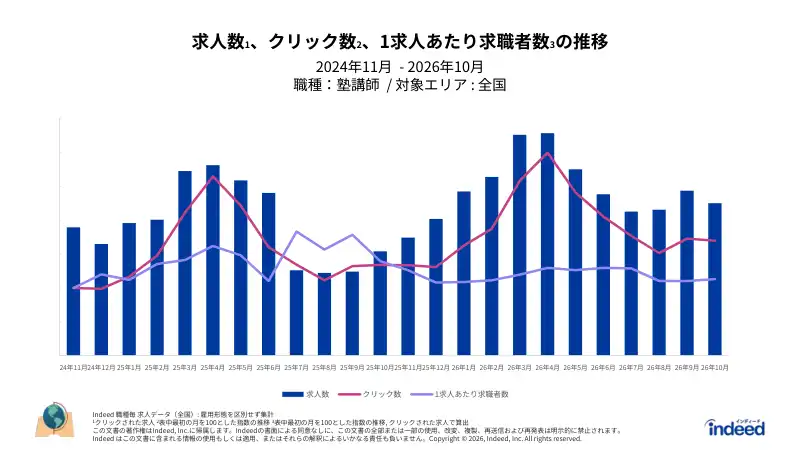 求人数1、クリック数2、1求人あたり求職者数3の推移
2024年11月 - 2026年10月
職種：塾講師 / 対象エリア : 全国
24年11月 24年12月 25年1月 25年2月 25年3月 25年4月 25年5月 25年6月 25年7月 25年8月 25年9月 25年10月 25年11月 25年12月 26年1月 26年2月 26年3月 26年4月 26年5月 26年6月 26年7月 26年8月 26年9月 26年10月
求人数 クリック数 1求人あたり求職者数
Indeed 職種毎 求人データ（全国）: 雇用形態を区別せず集計
¹クリックされた求人 ²表中最初の月を100とした指数の推移 ³表中最初の月を100とした指数の推移, クリックされた求人で算出
この文書の著作権はIndeed, Inc.に帰属します。Indeedの書面による同意なしに、この文書の全部または一部の使用、改変、複製、再送信および再発表は明示的に禁止されます。
Indeed はこの文書に含まれる情報の使用もしくは適用、またはそれらの解釈によるいかなる責任も負いません。Copyright © 2026, Indeed, Inc. All rights reserved.
インディード
indeed